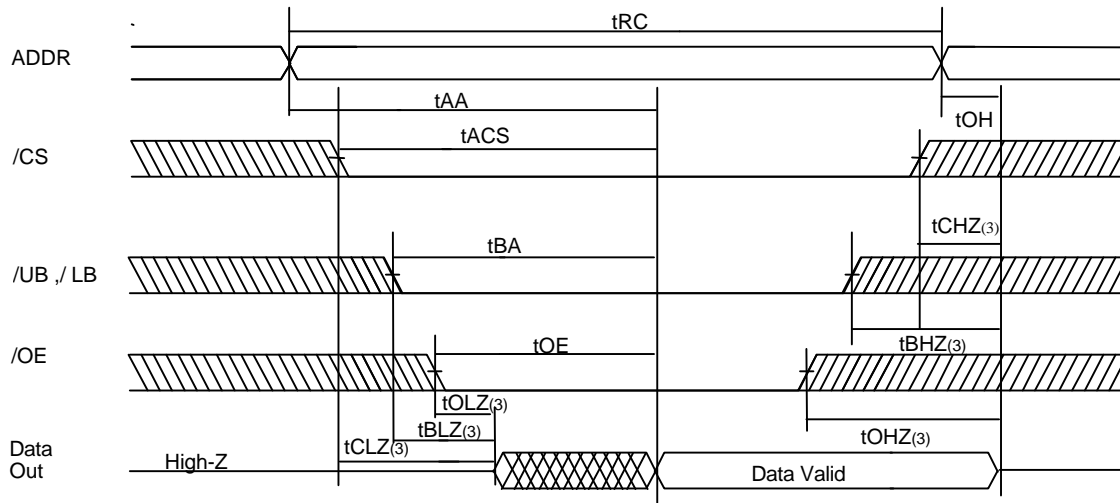 tRC
ADDR
tAA
tOH
tACS
/CS
tCHZ(3)
tBA
/UB ,/ LB
tBHZ(3)
tOE
/OE
tOLZ(3)
tBLZ(3)
tOHZ(3)
tCLZ(3)
Data
Out
High-Z
Data Valid